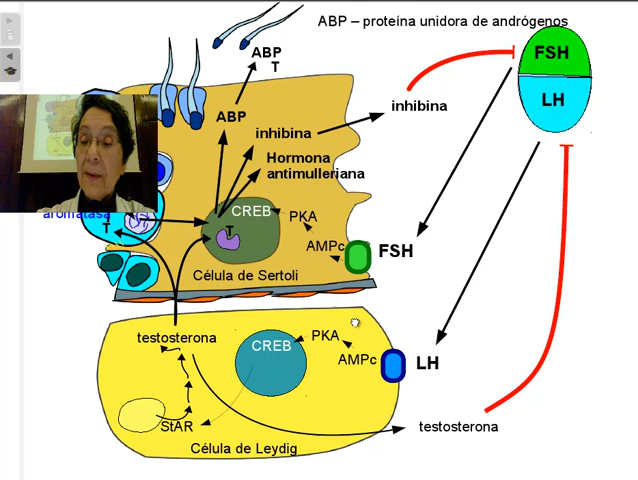 ABP – proteína unidora de andrógenos
ABP
T
FSH
LH
inhibina
ABP
inhibina
Hormona
antimulleriana
aromatasa
T
CREB
T
PKA
AMPc
FSH
Célula de Sertoli
testosterona
CREB
PKA
AMPc
LH
StAR
testosterona
Célula de Leydig